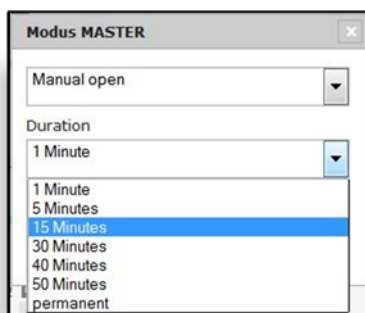 Modus MASTER
Manual open
Duration
1 Minute
1 Minute
5 Minutes
15 Minutes
30 Minutes
40 Minutes
50 Minutes
permanent